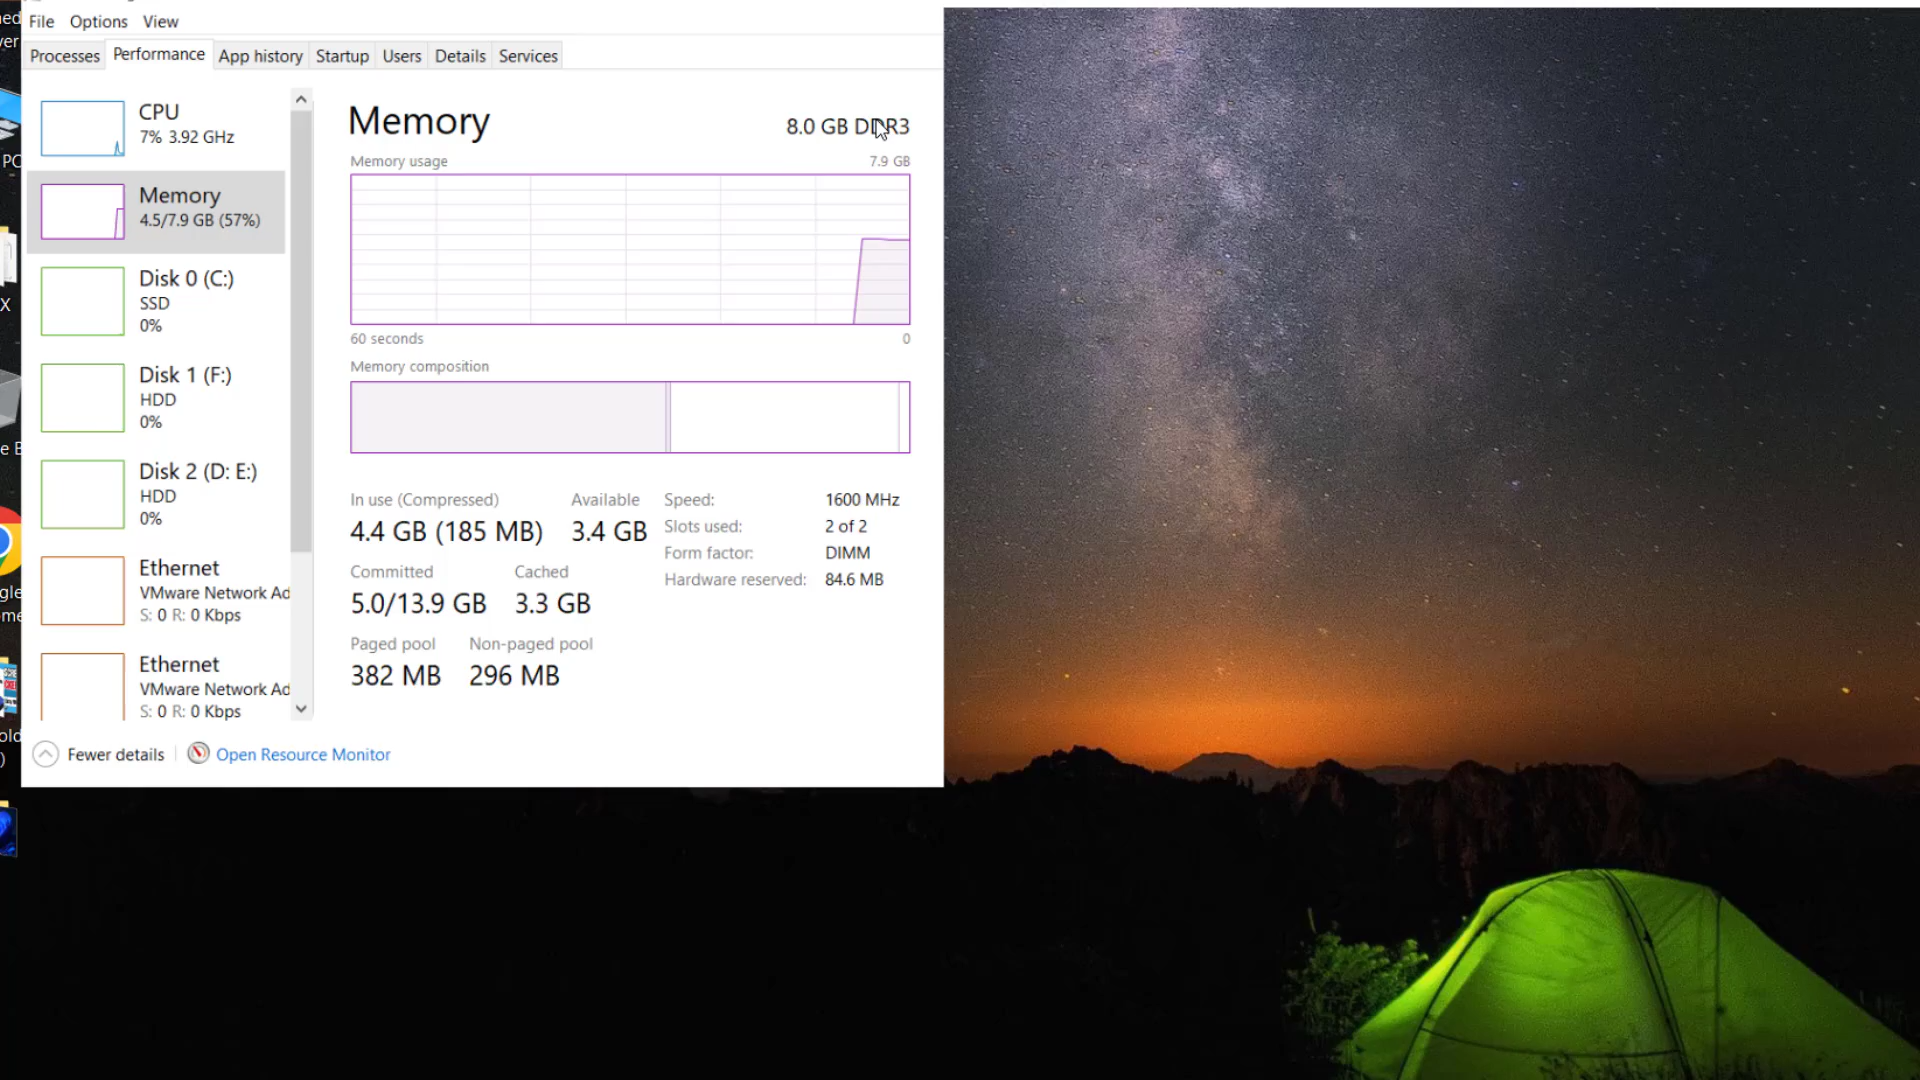 File Options View
Processes Performance App history Startup Users Details Services
CPU
7% 3.92 GHz
Memory
4.5/7.9 GB (57%)
Disk 0 (C:)
SSD
0%
Disk 1 (F:)
HDD
0%
Disk 2 (D: E:)
HDD
0%
Ethernet
VMware Network Ad
S: 0 R: 0 Kbps
Ethernet
VMware Network Ad
S: 0 R: 0 Kbps
Memory
8.0 GB DDR3
Memory usage
7.9 GB
60 seconds
0
Memory composition
In use (Compressed)
4.4 GB (185 MB)
Available
3.4 GB
Committed
5.0/13.9 GB
Cached
3.3 GB
Paged pool
382 MB
Non-paged pool
296 MB
Speed: 1600 MHz
Slots used: 2 of 2
Form factor: DIMM
Hardware reserved: 84.6 MB
Fewer details
Open Resource Monitor
PC
X